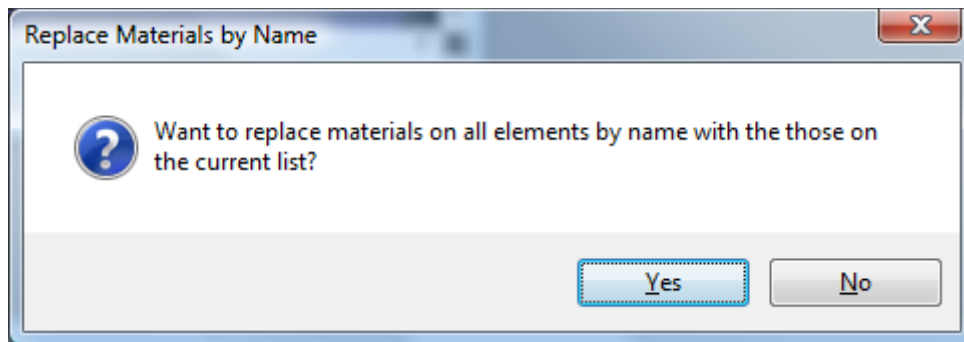 Replace Materials by Name
Want to replace materials on all elements by name with the those on
the current list?
Yes
No